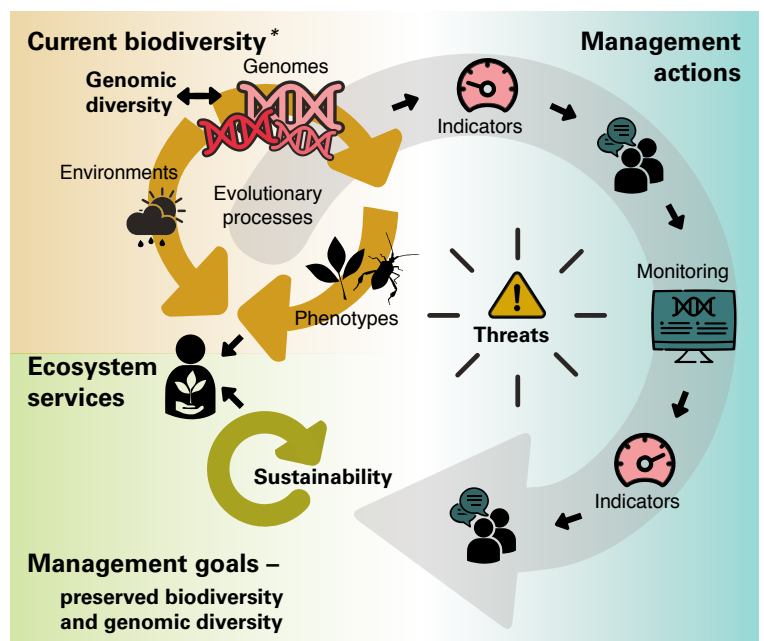 Current biodiversity*
Genomes
Genomic
diversity
Environments
Evolutionary
processes
Phenotypes
Management
actions
Indicators
Monitoring
Threats
Indicators
Ecosystem
services
Sustainability
Management goals –
preserved biodiversity
and genomic diversity